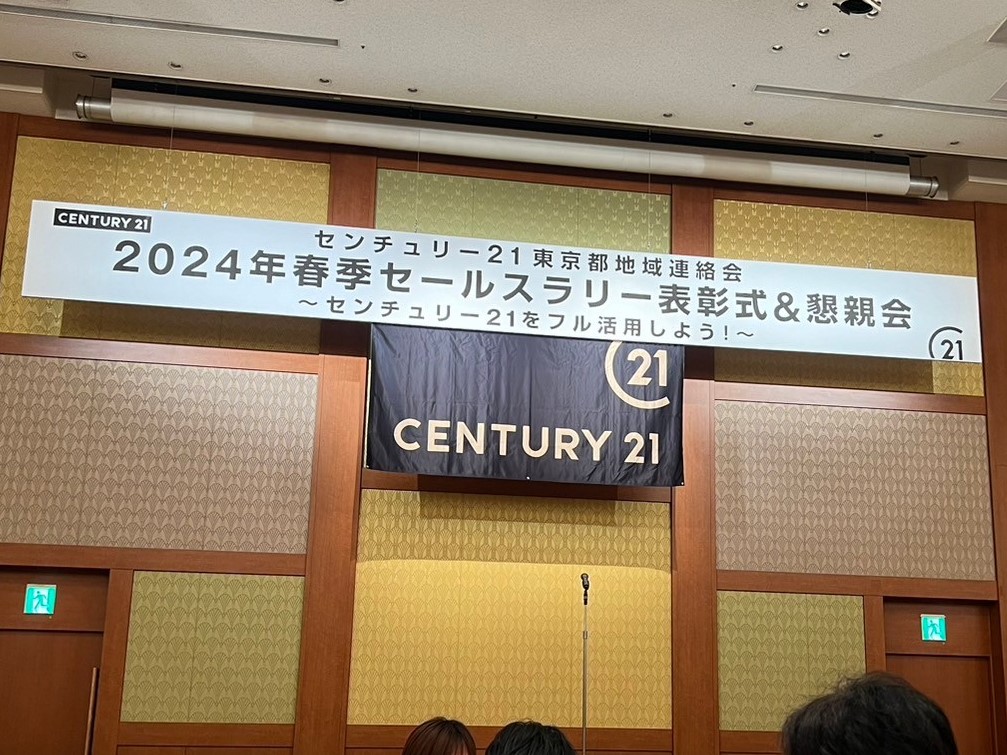 CENTURY 21
センチュリー21東京都地域連絡会
2024年春季セールスラリー表彰式&懇親会
～センチュリー21をフル活用しよう!～
21
21
CENTURY 21